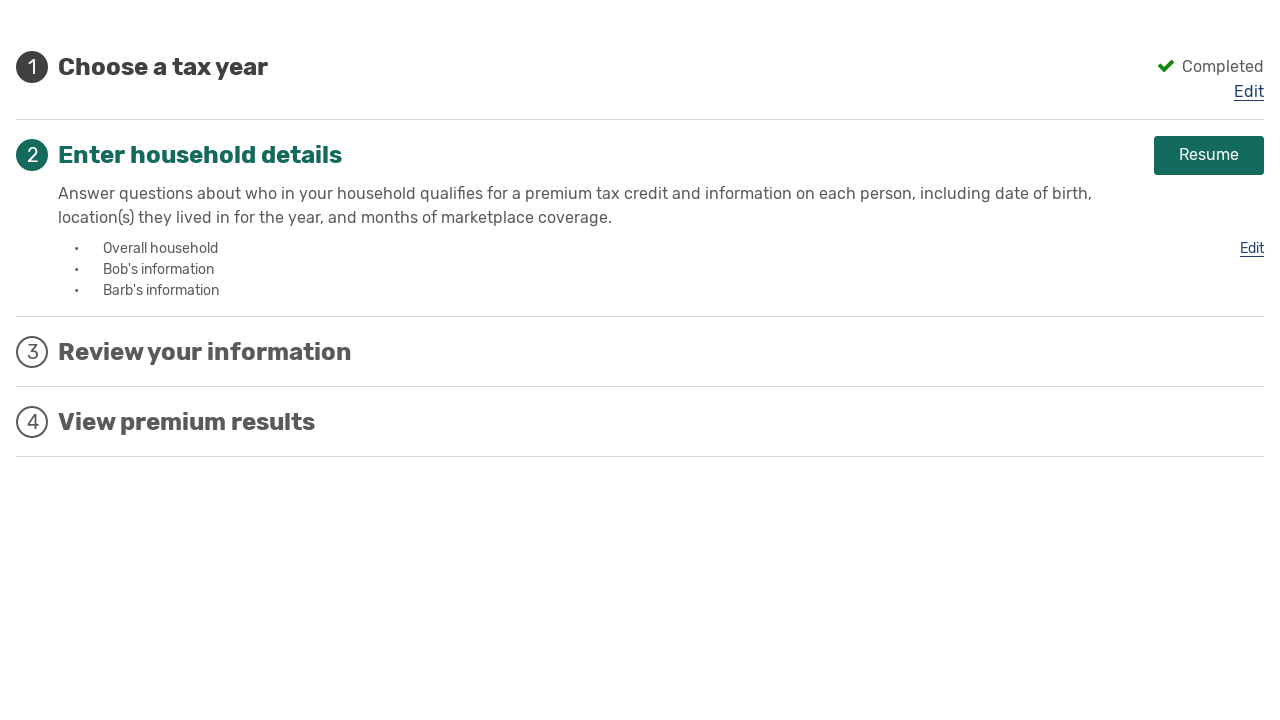 1 Choose a tax year
Completed
Edit
2 Enter household details
Resume
Answer questions about who in your household qualifies for a premium tax credit and information on each person, including date of birth,
location(s) they lived in for the year, and months of marketplace coverage.
• Overall household
Edit
• Bob's information
• Barb's information
3 Review your information
4 View premium results